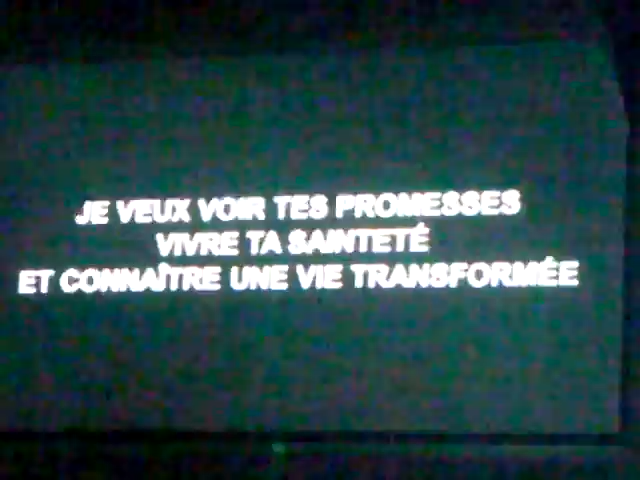 JE VEUX VOIR TES PROMESSES
VIVRE TA SAINTETÉ
ET CONNAÎTRE UNE VIE TRANSFORMÉE